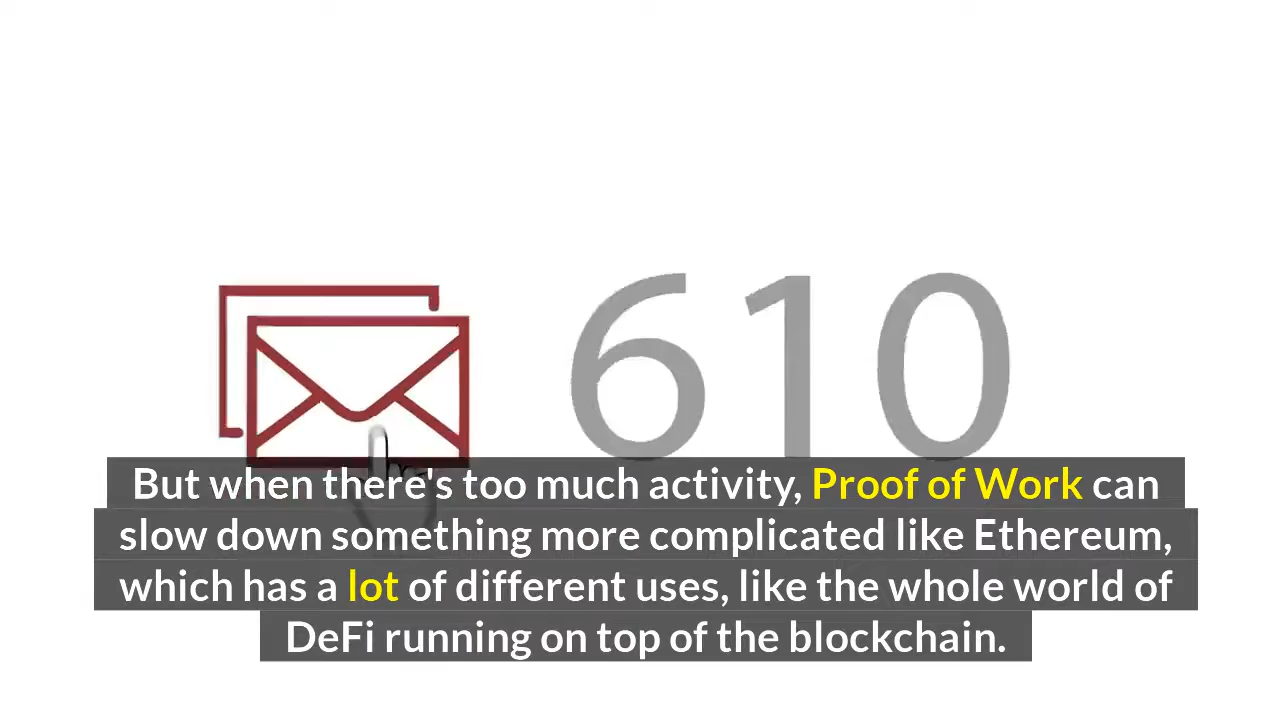 610
But when there's too much activity, Proof of Work can
slow down something more complicated like Ethereum,
which has a lot of different uses, like the whole world of
DeFi running on top of the blockchain.